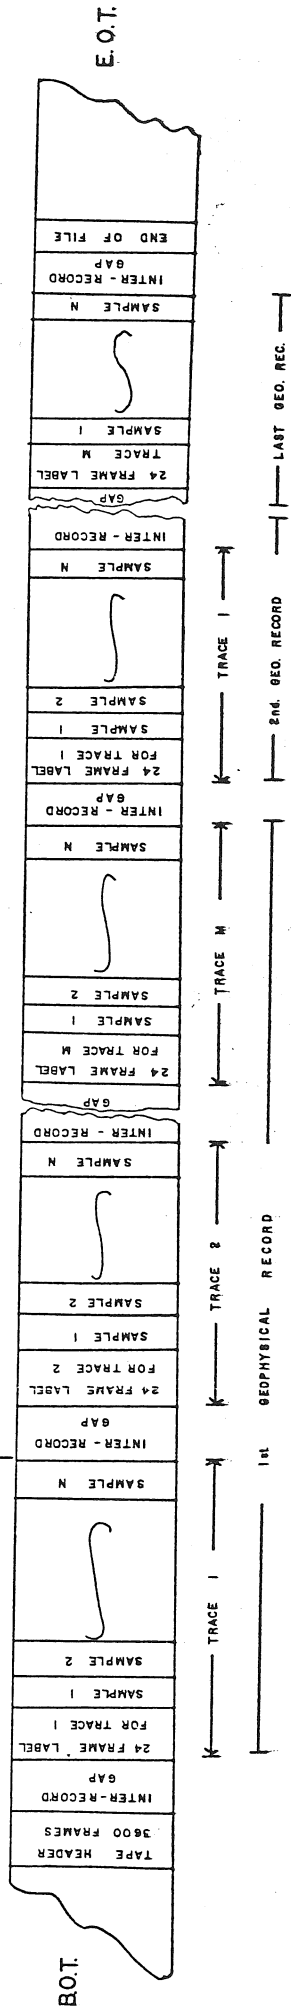 B.O.T.
TAPE HEADER
3600 FRAMES
INTER-RECORD
GAP
24 FRAME LABEL
FOR TRACE 1
SAMPLE 1
SAMPLE 2
SAMPLE N
INTER - RECORD
GAP
24 FRAME LABEL
FOR TRACE 2
SAMPLE 1
SAMPLE 2
SAMPLE N
INTER - RECORD
GAP
24 FRAME LABEL
FOR TRACE M
SAMPLE 1
SAMPLE 2
SAMPLE N
INTER - RECORD
GAP
24 FRAME LABEL
FOR TRACE 1
SAMPLE 1
SAMPLE 2
SAMPLE N
INTER - RECORD
GAP
24 FRAME LABEL
TRACE M
SAMPLE 1
SAMPLE N
INTER - RECORD
GAP
END OF FILE
E.O.T.
TRACE 1
TRACE 2
TRACE M
TRACE 1
1st GEOPHYSICAL RECORD
2nd. GEO. RECORD
LAST GEO. REC.